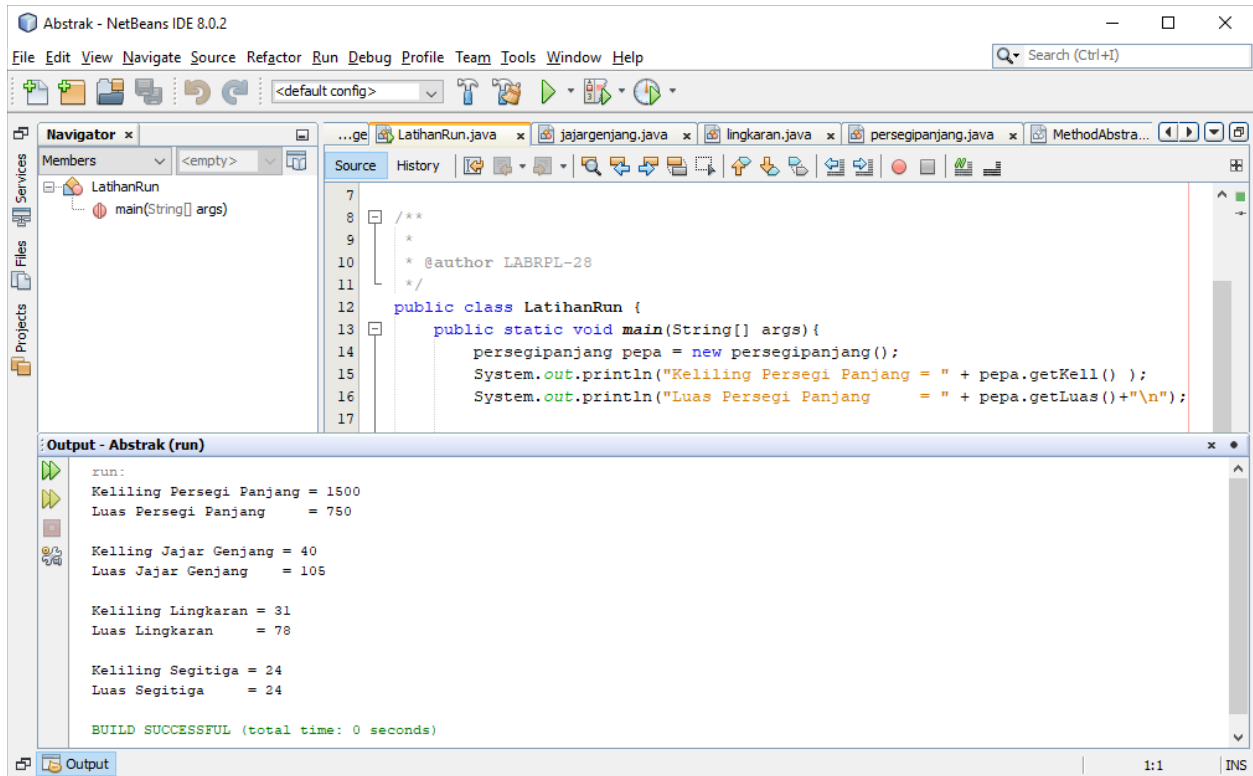 Abstrak - NetBeans IDE 8.0.2
File Edit View Navigate Source Refactor Run Debug Profile Team Tools Window Help
Search (Ctrl+I)
<default config>
Navigator
...ge LatihanRun.java jajargenjang.java lingkaran.java persegipanjang.java MethodAbstra...
Members <empty>
Source History
Services
Files
Projects
LatihanRun
main(String[] args)
7
8 /**
9 *
10 * @author LABRPL-28
11 */
12 public class LatihanRun {
13 public static void main(String[] args){
14 persegipanjang pepa = new persegipanjang();
15 System.out.println("Keliling Persegi Panjang = " + pepa.getKell() );
16 System.out.println("Luas Persegi Panjang     = " + pepa.getLuas()+"\n");
17
Output - Abstrak (run)
run:
Keliling Persegi Panjang = 1500
Luas Persegi Panjang     = 750
Kelling Jajar Genjang = 40
Luas Jajar Genjang    = 105
Keliling Lingkaran = 31
Luas Lingkaran     = 78
Keliling Segitiga = 24
Luas Segitiga     = 24
BUILD SUCCESSFUL (total time: 0 seconds)
Output
1:1 INS